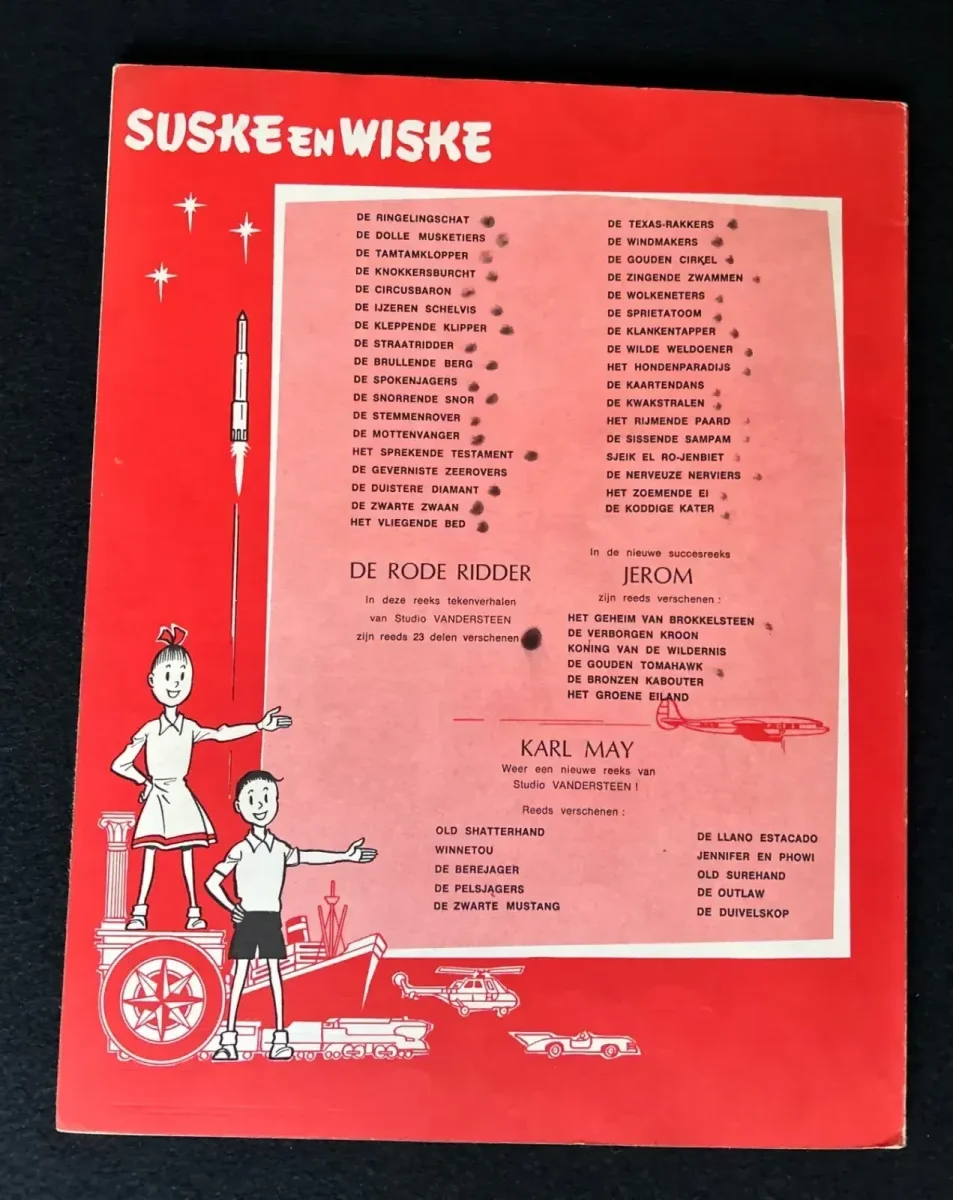 SUSKE EN WISKE
DE RINGELINGSCHAT
DE DOLLE MUSKETIERS
DE TAMTAMKLOPPER
DE KNOKKERSBURCHT
DE CIRCUSBARON
DE IJZEREN SCHELVIS
DE KLEPPENDE KLIPPER
DE STRAATRIDDER
DE BRULLENDE BERG
DE SPOKENJAGERS
DE SNORRENDE SNOR
DE STEMMENROVER
DE MOTTENVANGER
HET SPREKENDE TESTAMENT
DE GEVERNISTE ZEEROVERS
DE DUISTERE DIAMANT
DE ZWARTE ZWAAN
HET VLIEGENDE BED
DE TEXAS-RAKKERS
DE WINDMAKERS
DE GOUDEN CIRKEL
DE ZINGENDE ZWAMMEN
DE WOLKENETERS
DE SPRIETATOOM
DE KLANKENTAPPER
DE WILDE WELDOENER
HET HONDENPARADIJS
DE KAARTENDANS
DE KWAKSTRALEN
HET RIJMENDE PAARD
DE SISSENDE SAMPAM
SJEIK EL RO-JENBIET
DE NERVEUZE NERVIERS
HET ZOEMENDE EI
DE KODDIGE KATER
DE RODE RIDDER
In deze reeks tekenverhalen
van Studio VANDERSTEEN
zijn reeds 23 delen verschenen
In de nieuwe succesreeks
JEROM
zijn reeds verschenen :
HET GEHEIM VAN BROKKELSTEEN
DE VERBORGEN KROON
KONING VAN DE WILDERNIS
DE GOUDEN TOMAHAWK
DE BRONZEN KABOUTER
HET GROENE EILAND
KARL MAY
Weer een nieuwe reeks van
Studio VANDERSTEEN !
Reeds verschenen :
OLD SHATTERHAND
WINNETOU
DE BEREJAGER
DE PELSJAGERS
DE ZWARTE MUSTANG
DE LLANO ESTACADO
JENNIFER EN PHOWI
OLD SUREHAND
DE OUTLAW
DE DUIVELSKOP